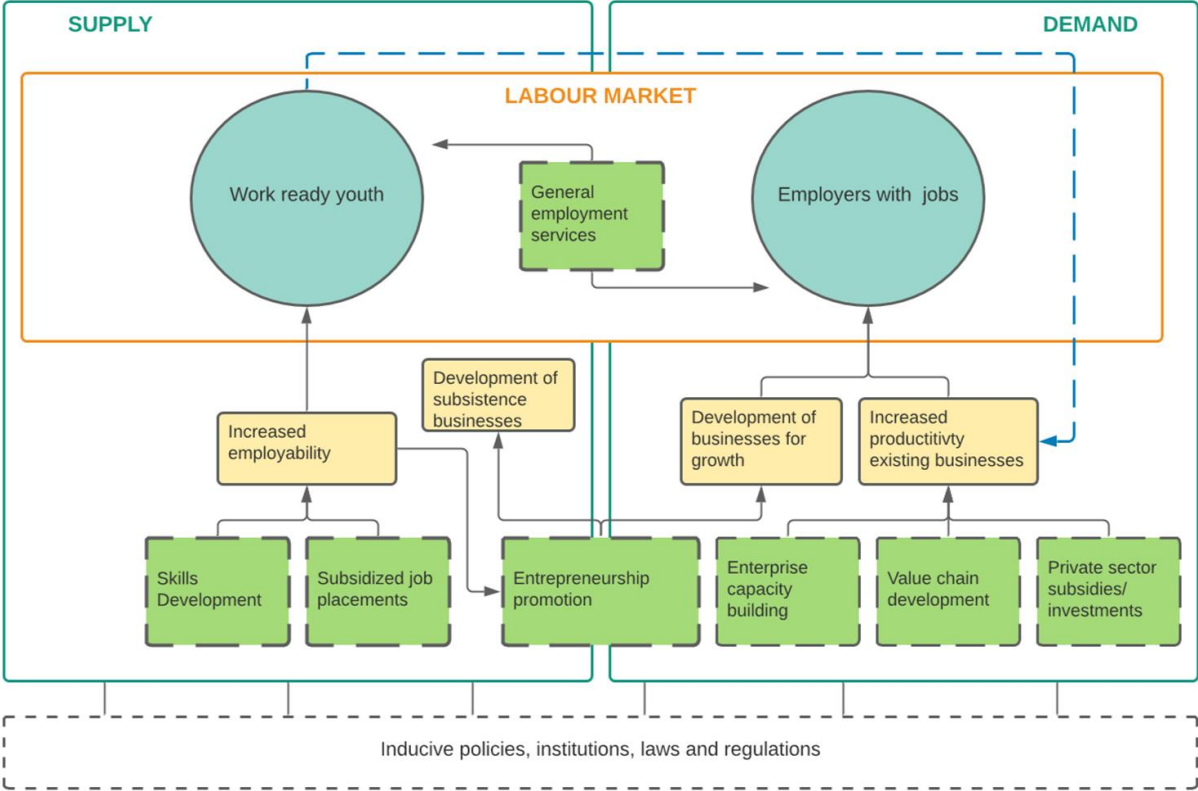 SUPPLY
DEMAND
LABOUR MARKET
Work ready youth
General
employment
services
Employers with jobs
Development of
subsistence
businesses
Increased
employability
Development of
businesses for
growth
Increased
productitivty
existing businesses
Skills
Development
Subsidized job
placements
Entrepreneurship
promotion
Enterprise
capacity
building
Value chain
development
Private sector
subsidies/
investments
Inducive policies, institutions, laws and regulations